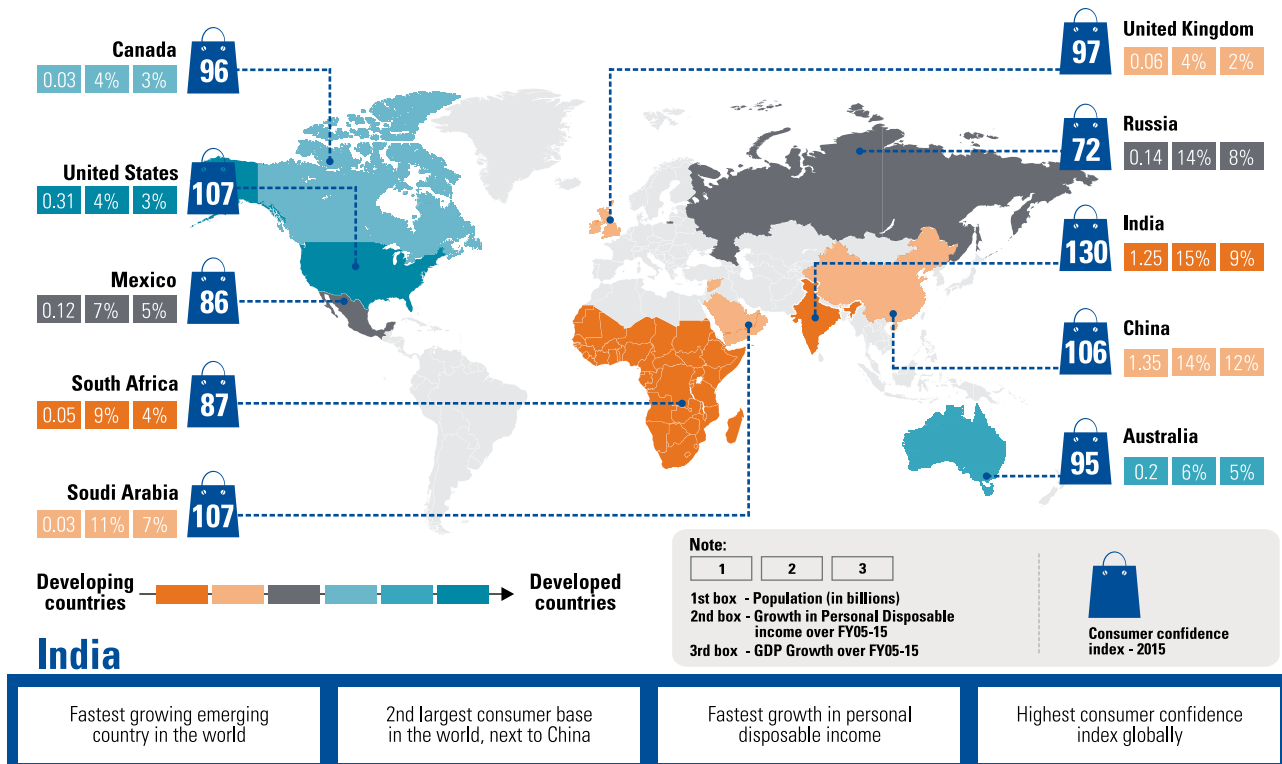 Canada
0.03 4% 3%
96
United States
0.31 4% 3%
107
Mexico
0.12 7% 5%
86
South Africa
0.05 9% 4%
87
Soudi Arabia
0.03 11% 7%
107
United Kingdom
0.06 4% 2%
97
Russia
0.14 14% 8%
72
India
1.25 15% 9%
130
China
1.35 14% 12%
106
Australia
0.2 6% 5%
95
Developing
countries
Developed
countries
Note:
1 2 3
1st box - Population (in billions)
2nd box - Growth in Personal Disposable
income over FY05-15
3rd box - GDP Growth over FY05-15
Consumer confidence
index - 2015
India
Fastest growing emerging
country in the world
2nd largest consumer base
in the world, next to China
Fastest growth in personal
disposable income
Highest consumer confidence
index globally